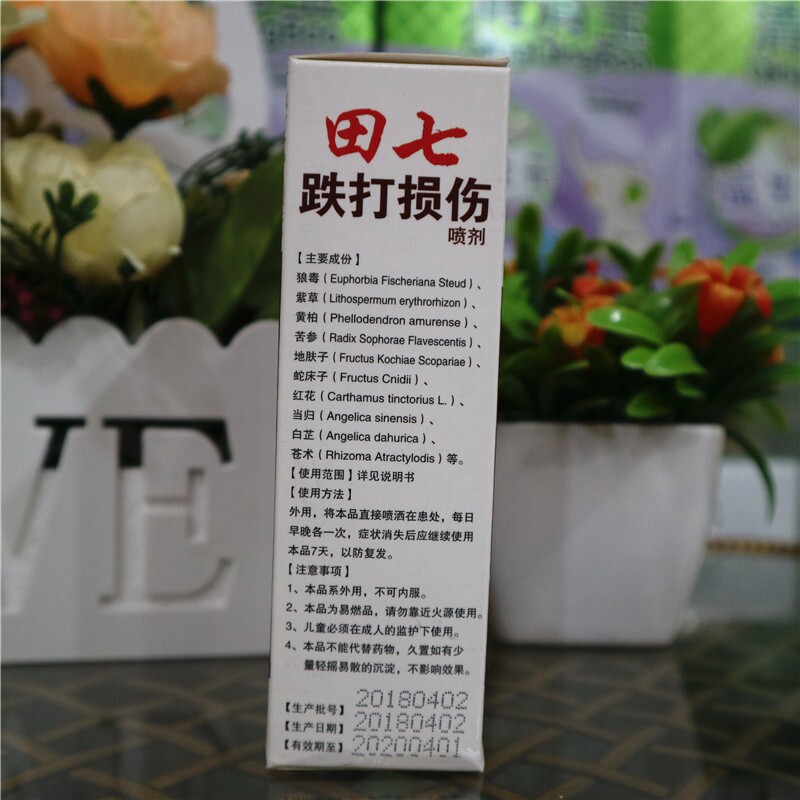 田七
跌打损伤
喷剂
【主要成份】
狼毒（Euphorbia Fischeriana Steud）、
紫草（Lithospermum erythrorhizon）、
黄柏（Phellodendron amurense）、
苦参（Radix Sophorae Flavescentis）、
地肤子（Fructus Kochiae Scopariae）、
蛇床子（Fructus Cnidii）、
红花（Carthamus tinctorius L.）、
当归（Angelica sinensis）、
白芷（Angelica dahurica）、
苍术（Rhizoma Atractylodis）等。
【使用范围】详见说明书
【使用方法】
外用，将本品直接喷洒在患处，每日
早晚各一次，症状消失后应继续使用
本品7天，以防复发。
【注意事项】
1、本品系外用，不可内服。
2、本品为易燃品，请勿靠近火源使用。
3、儿童必须在成人的监护下使用。
4、本品不能代替药物，久置如有少
量轻摇易散的沉淀，不影响效果。
【生产批号】20180402
【生产日期】20180402
【有效期至】20200401
VE